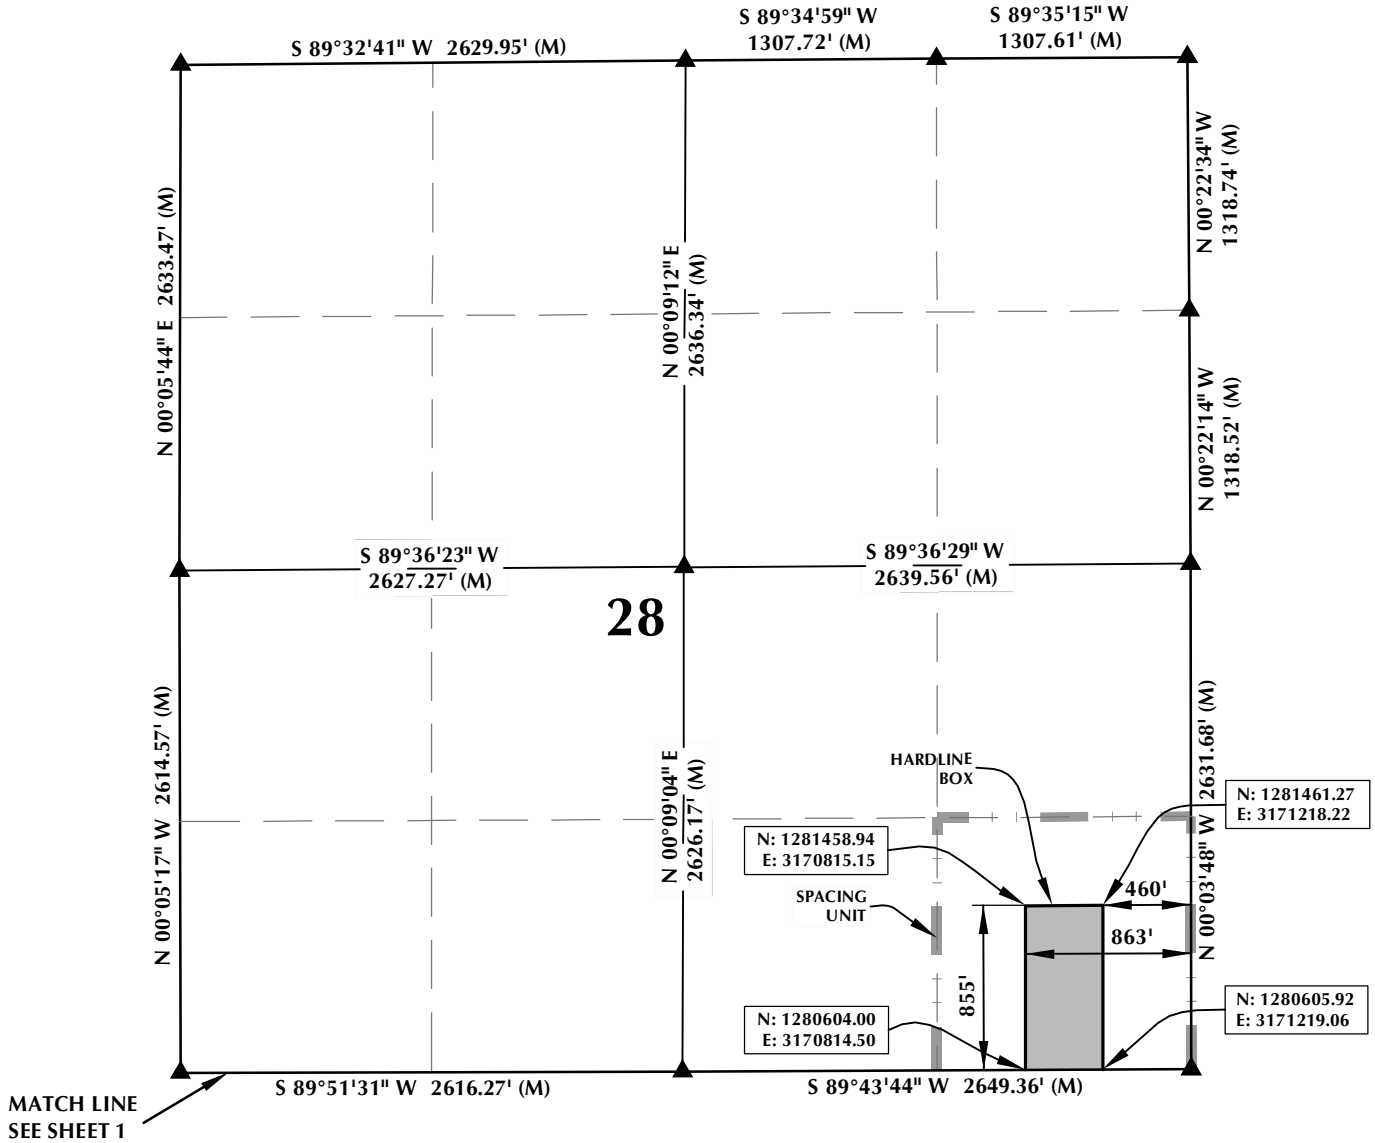 S 89°32'41" W 2629.95' (M)
S 89°34'59" W
1307.72' (M)
S 89°35'15" W
1307.61' (M)
N 00°05'44" E 2633.47' (M)
N 00°09'12" E
2636.34' (M)
N 00°22'34" W
1318.74' (M)
N 00°22'14" W
1318.52' (M)
S 89°36'23" W
2627.27' (M)
S 89°36'29" W
2639.56' (M)
28
N 00°05'17" W 2614.57' (M)
N 00°09'04" E
2626.17' (M)
N 00°03'48" W 2631.68' (M)
HARDLINE
BOX
N: 1281461.27
E: 3171218.22
N: 1281458.94
E: 3170815.15
460'
SPACING
UNIT
863'
855'
N: 1280604.00
E: 3170814.50
N: 1280605.92
E: 3171219.06
S 89°51'31" W 2616.27' (M)
S 89°43'44" W 2649.36' (M)
MATCH LINE
SEE SHEET 1